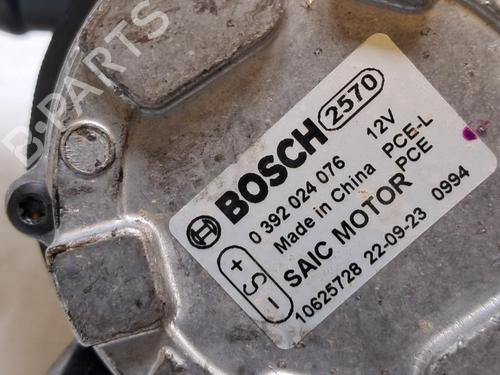 B-PARTS
BOSCH 2570
0 392 024 076 12V
Made in China PCE-L
SAIC MOTOR PCE
10625728 22-09-23 0994
+ S -